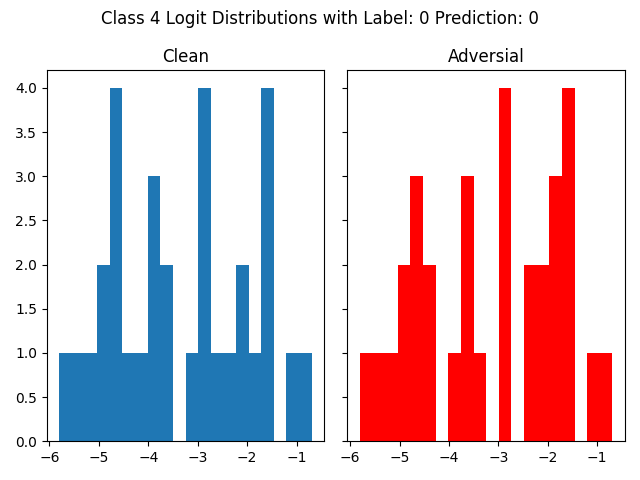 Class 4 Logit Distributions with Label: 0 Prediction: 0
Clean
Adversial
4.0
3.5
3.0
2.5
2.0
1.5
1.0
0.5
0.0
−6 −5 −4 −3 −2 −1
−6 −5 −4 −3 −2 −1